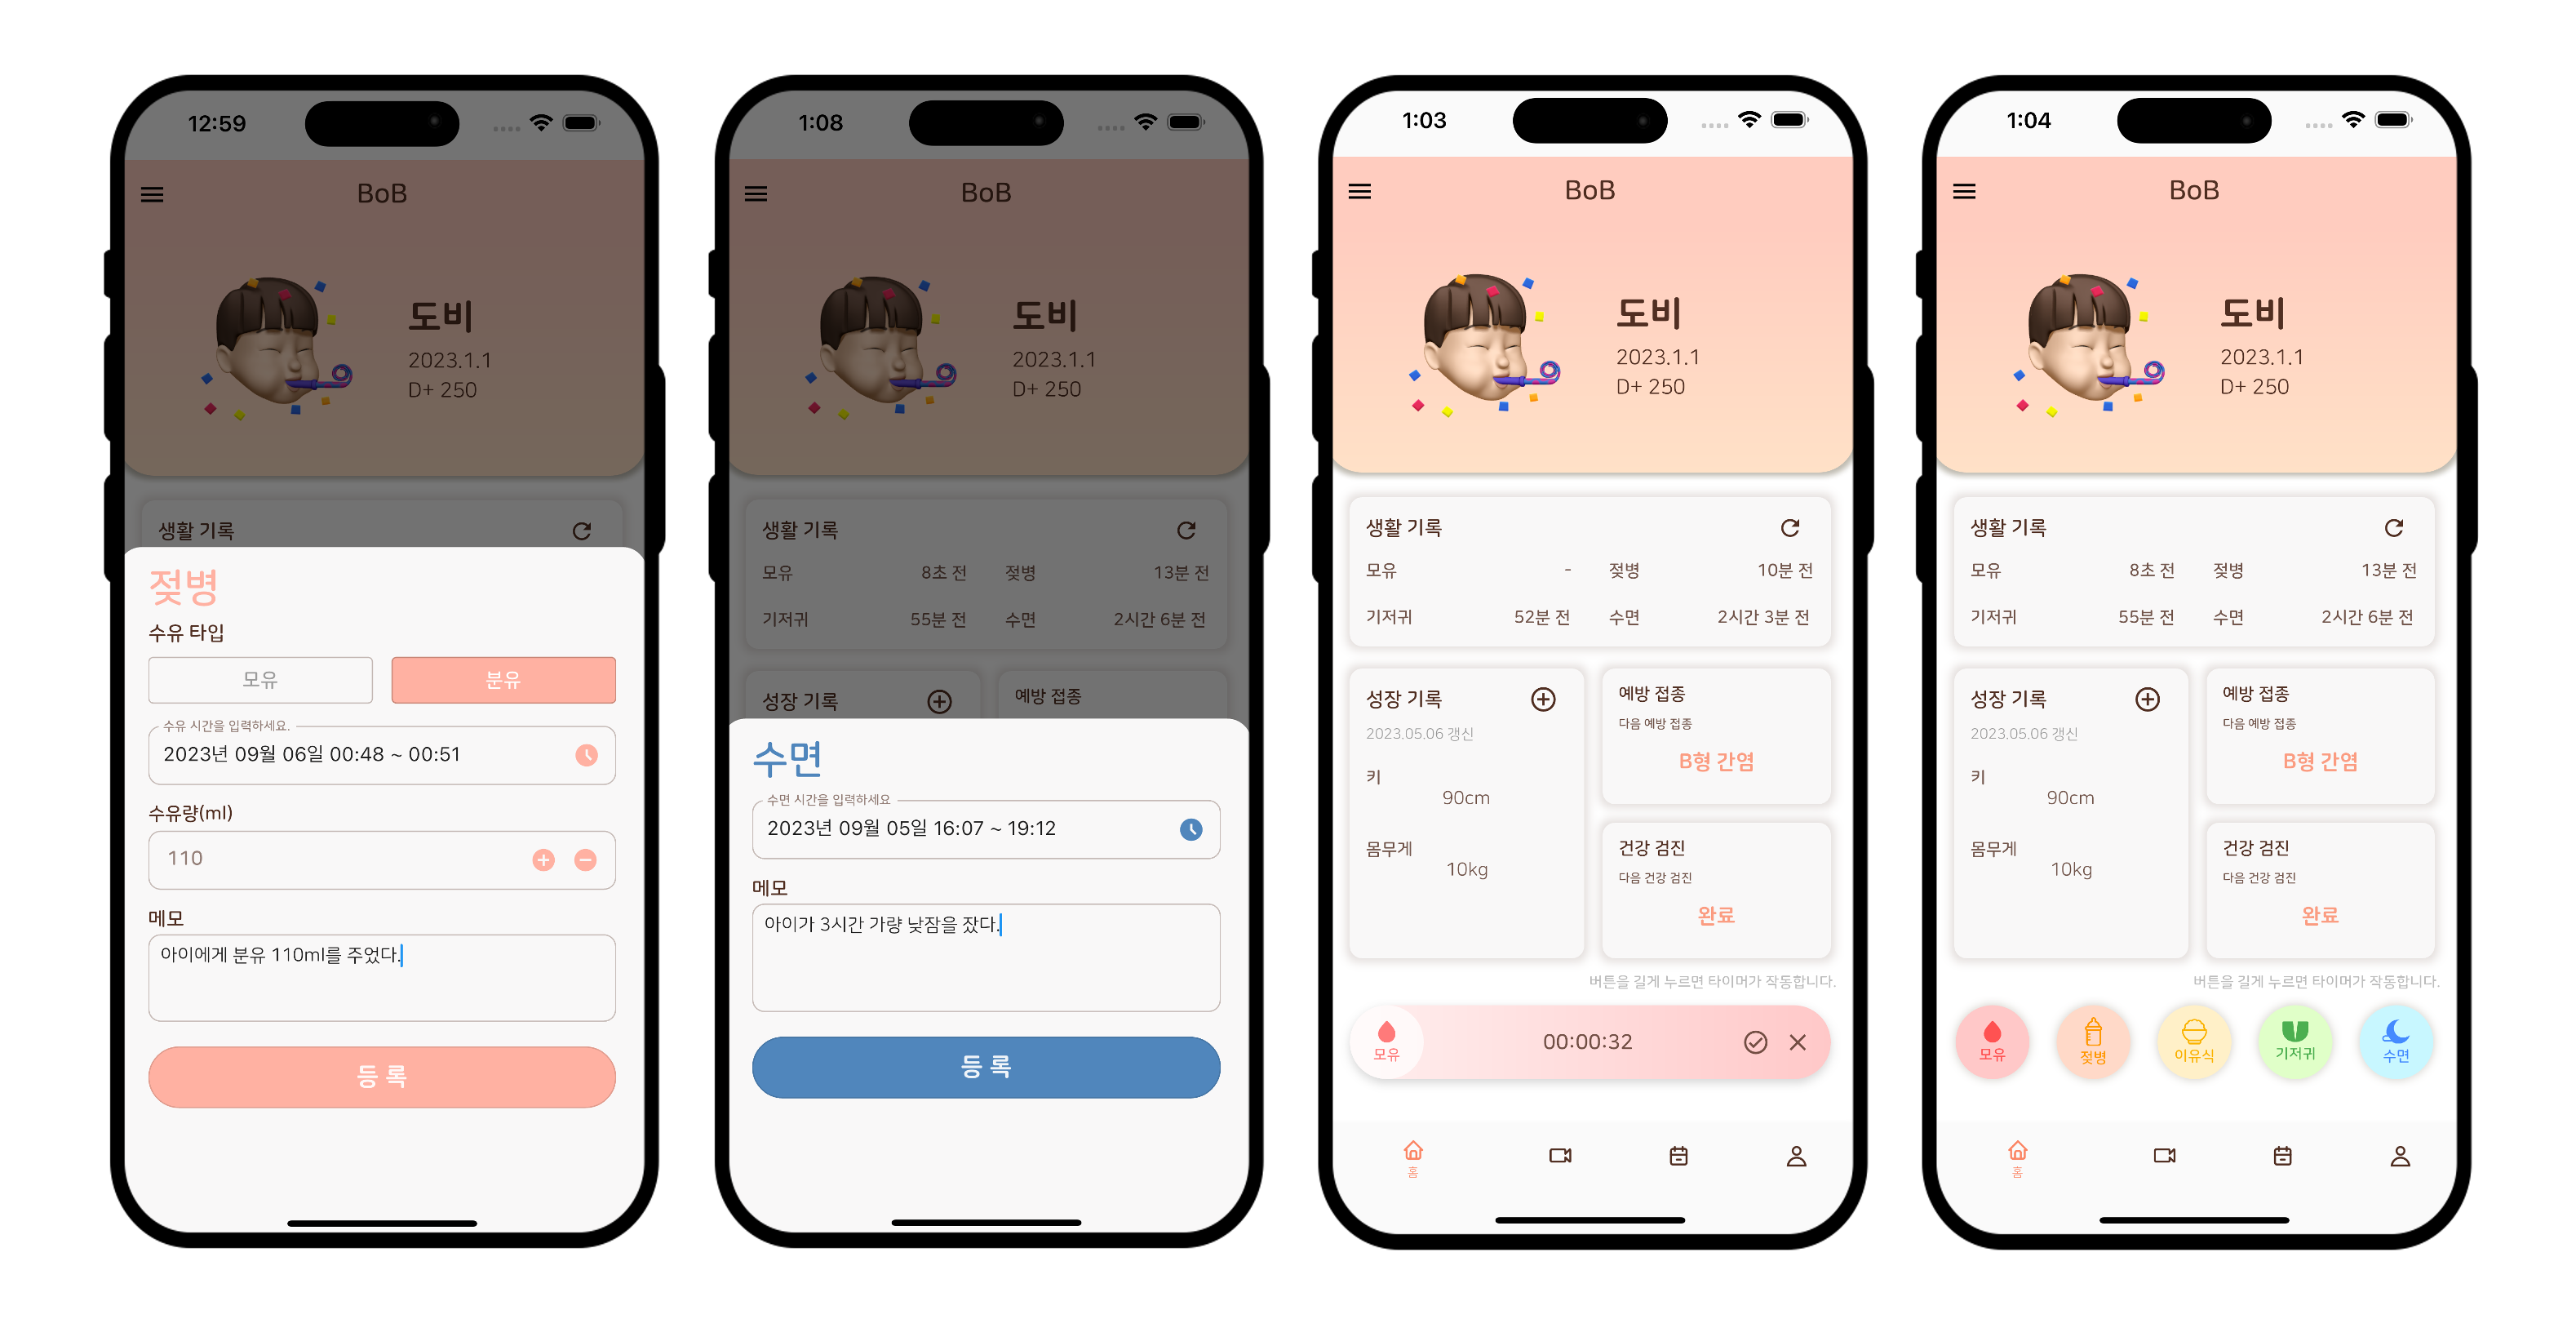 12:59
BoB
도비
2023.1.1
D+ 250
생활 기록
젖병
수유 타입
모유
분유
수유 시간을 입력하세요.
2023년 09월 06일 00:48 ~ 00:51
수유량(ml)
110
메모
아이에게 분유 110ml를 주었다.
등 록
1:08
BoB
도비
2023.1.1
D+ 250
생활 기록
모유 8초 전 젖병 13분 전
기저귀 55분 전 수면 2시간 6분 전
성장 기록
예방 접종
수면
수면 시간을 입력하세요
2023년 09월 05일 16:07 ~ 19:12
메모
아이가 3시간 가량 낮잠을 잤다.
등 록
1:03
BoB
도비
2023.1.1
D+ 250
생활 기록
모유 - 젖병 10분 전
기저귀 52분 전 수면 2시간 3분 전
성장 기록
2023.05.06 갱신
키
90cm
몸무게
10kg
예방 접종
다음 예방 접종
B형 간염
건강 검진
다음 건강 검진
완료
버튼을 길게 누르면 타이머가 작동합니다.
모유
00:00:32
홈
1:04
BoB
도비
2023.1.1
D+ 250
생활 기록
모유 8초 전 젖병 13분 전
기저귀 55분 전 수면 2시간 6분 전
성장 기록
2023.05.06 갱신
키
90cm
몸무게
10kg
예방 접종
다음 예방 접종
B형 간염
건강 검진
다음 건강 검진
완료
버튼을 길게 누르면 타이머가 작동합니다.
모유 젖병 이유식 기저귀 수면
홈